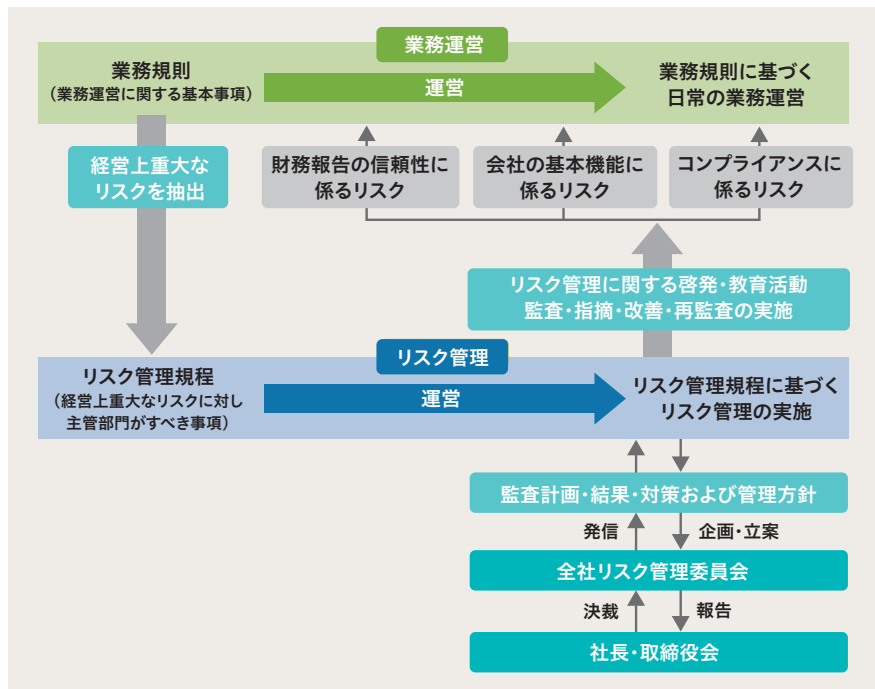 業務運営
業務規則
(業務運営に関する基本事項)
運営
業務規則に基づく
日常の業務運営
経営上重大な
リスクを抽出
財務報告の信頼性に
係るリスク
会社の基本機能に
係るリスク
コンプライアンスに
係るリスク
リスク管理に関する啓発・教育活動
監査・指摘・改善・再監査の実施
リスク管理
リスク管理規程
(経営上重大なリスクに対し
主管部門がすべき事項)
運営
リスク管理規程に基づく
リスク管理の実施
監査計画・結果・対策および管理方針
発信
企画・立案
全社リスク管理委員会
決裁
報告
社長・取締役会